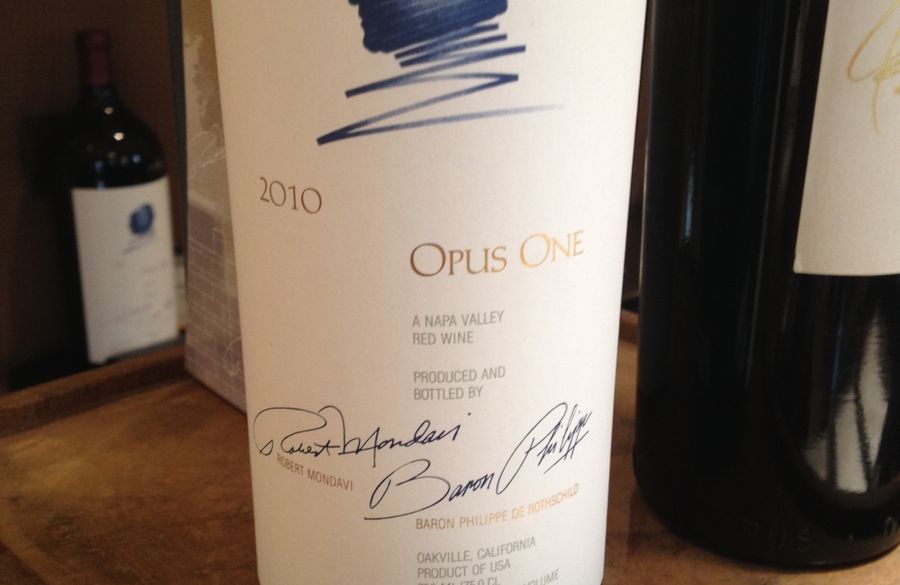 2010
OPUS ONE
A NAPA VALLEY
RED WINE
PRODUCED AND
BOTTLED BY
Robert Mondavi
ROBERT MONDAVI
Baron Philippe
BARON PHILIPPE DE ROTHSCHILD
OAKVILLE, CALIFORNIA
PRODUCT OF USA
VOLUME